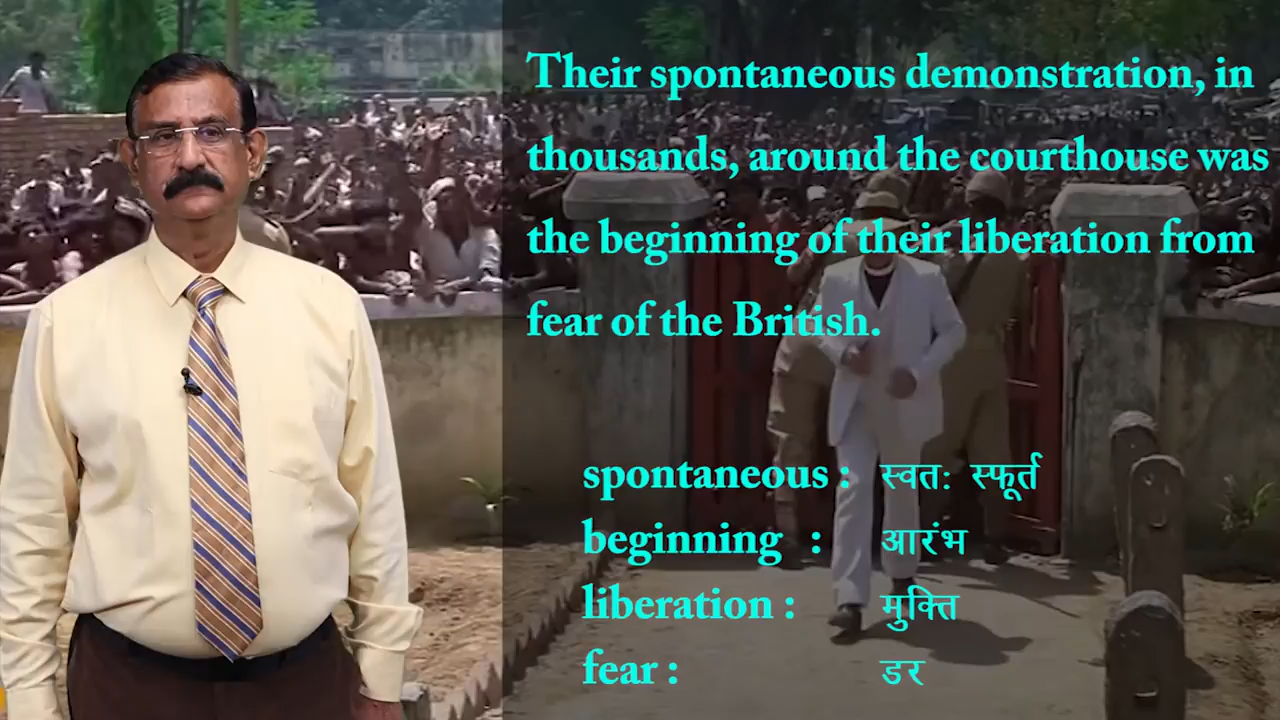 Their spontaneous demonstration, in
thousands, around the courthouse was
the beginning of their liberation from
fear of the British.
spontaneous : स्वतः स्फूर्त
beginning : आरंभ
liberation : मुक्ति
fear : डर